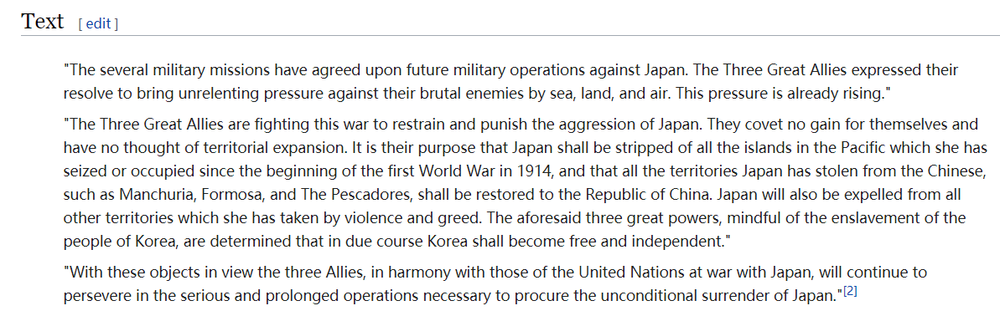 Text [ edit ]
"The several military missions have agreed upon future military operations against Japan. The Three Great Allies expressed their
resolve to bring unrelenting pressure against their brutal enemies by sea, land, and air. This pressure is already rising."
"The Three Great Allies are fighting this war to restrain and punish the aggression of Japan. They covet no gain for themselves and
have no thought of territorial expansion. It is their purpose that Japan shall be stripped of all the islands in the Pacific which she has
seized or occupied since the beginning of the first World War in 1914, and that all the territories Japan has stolen from the Chinese,
such as Manchuria, Formosa, and The Pescadores, shall be restored to the Republic of China. Japan will also be expelled from all
other territories which she has taken by violence and greed. The aforesaid three great powers, mindful of the enslavement of the
people of Korea, are determined that in due course Korea shall become free and independent."
"With these objects in view the three Allies, in harmony with those of the United Nations at war with Japan, will continue to
persevere in the serious and prolonged operations necessary to procure the unconditional surrender of Japan."[2]